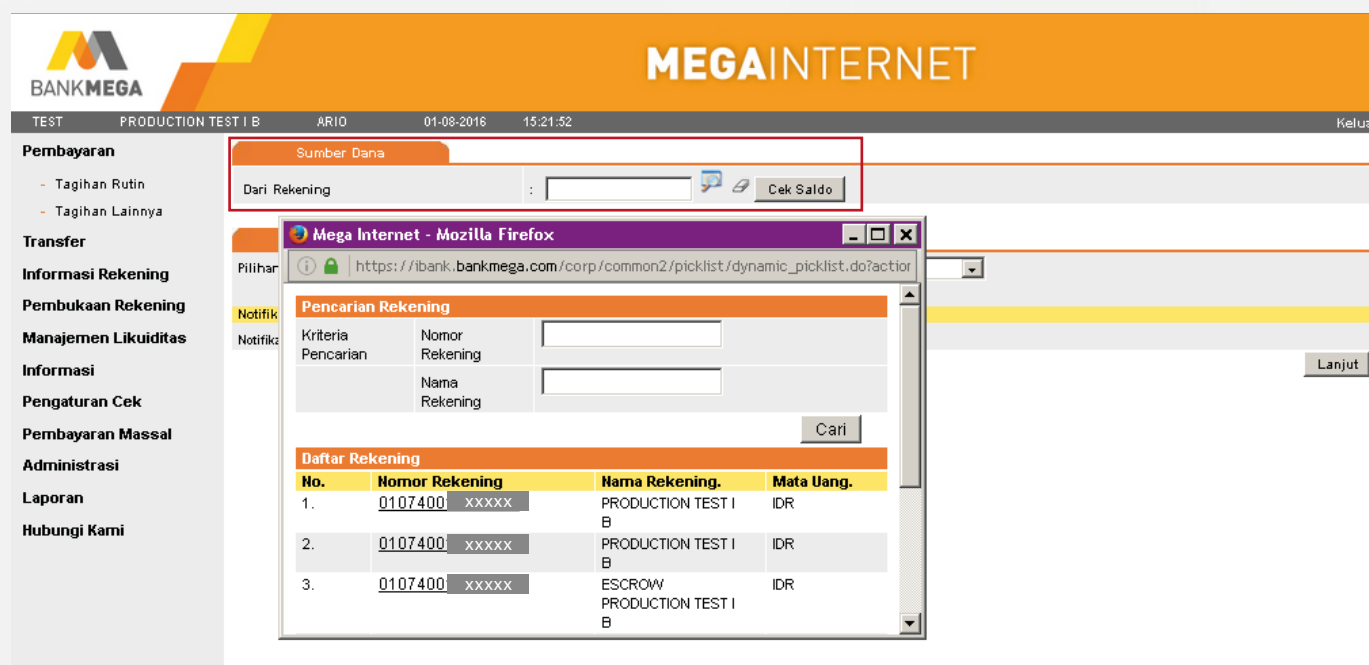 BANKMEGA
MEGAINTERNET
TEST PRODUCTION TEST I B ARIO 01-08-2016 15:21:52
Pembayaran
- Tagihan Rutin
- Tagihan Lainnya
Transfer
Informasi Rekening
Pembukaan Rekening
Manajemen Likuiditas
Informasi
Pengaturan Cek
Pembayaran Massal
Administrasi
Laporan
Hubungi Kami
Sumber Dana
Dari Rekening : Cek Saldo
Lanjut
Mega Internet - Mozilla Firefox
https://ibank.bankmega.com/corp/common2/picklist/dynamic_picklist.do?action
Pencarian Rekening
Kriteria Pencarian
Nomor Rekening
Nama Rekening
Cari
Daftar Rekening
No. Nomor Rekening Nama Rekening. Mata Uang.
1. 0107400 XXXXX PRODUCTION TEST I IDR
B
2. 0107400 XXXXX PRODUCTION TEST I IDR
B
3. 0107400 XXXXX ESCROW IDR
PRODUCTION TEST I
B